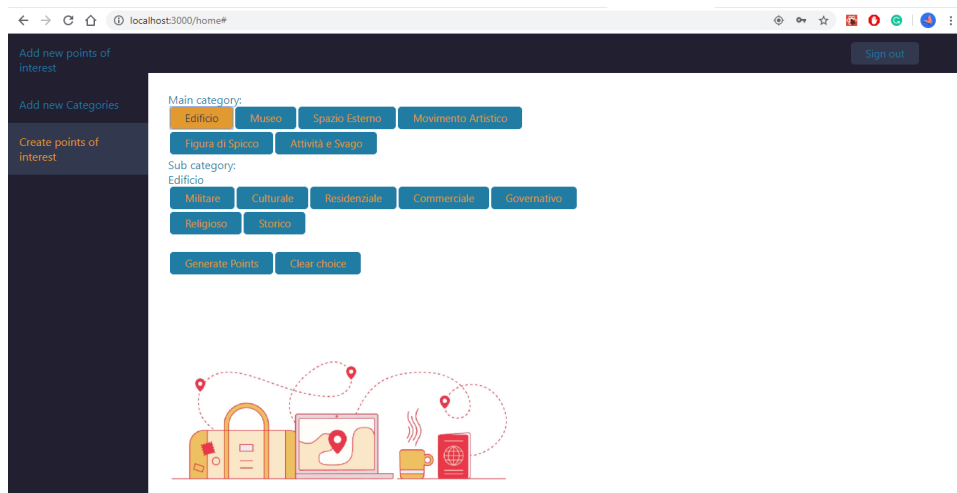 localhost:3000/home#
Add new points of
interest
Sign out
Add new Categories
Create points of
interest
Main category:
Edificio Museo Spazio Esterno Movimento Artistico
Figura di Spicco Attività e Svago
Sub category:
Edificio
Militare Culturale Residenziale Commerciale Governativo
Religioso Storico
Generate Points Clear choice